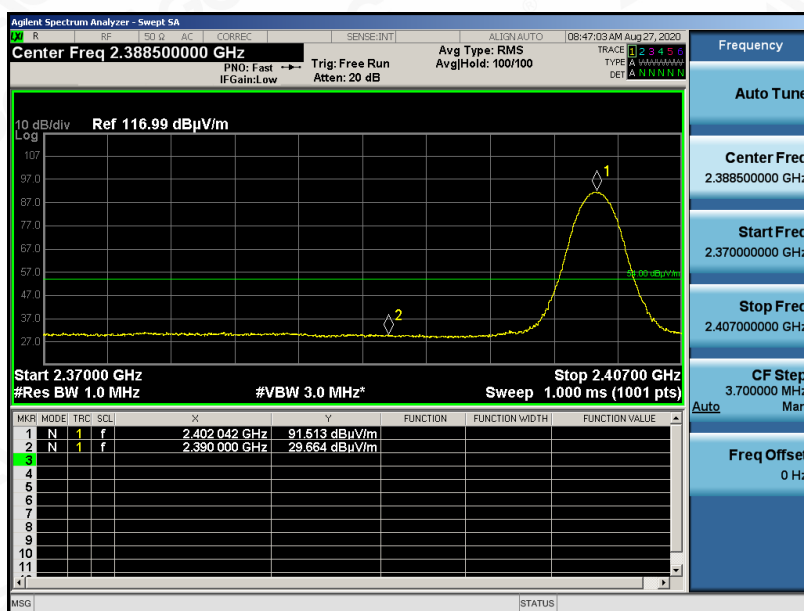 Agilent Spectrum Analyzer - Swept SA
LXI R RF 50 Ω AC CORREC SENSE:INT ALIGN AUTO 08:47:03 AM Aug 27, 2020
Center Freq 2.388500000 GHz
PNO: Fast
IFGain:Low
Trig: Free Run
Atten: 20 dB
Avg Type: RMS
Avg|Hold: 100/100
TRACE 1 2 3 4 5 6
TYPE A WWWWW
DET A N N N N N
10 dB/div Ref 116.99 dBµV/m
Log
107
97.0
87.0
77.0
67.0
57.0
47.0
37.0
27.0
1
2
54.00 dBµV/m
Start 2.37000 GHz Stop 2.40700 GHz
#Res BW 1.0 MHz #VBW 3.0 MHz* Sweep 1.000 ms (1001 pts)
MKR MODE TRC SCL X Y FUNCTION FUNCTION WIDTH FUNCTION VALUE
1 N 1 f 2.402 042 GHz 91.513 dBµV/m
2 N 1 f 2.390 000 GHz 29.664 dBµV/m
3
4
5
6
7
8
9
10
11
MSG STATUS
Frequency
Auto Tune
Center Freq
2.388500000 GHz
Start Freq
2.370000000 GHz
Stop Freq
2.407000000 GHz
CF Step
3.700000 MHz
Auto Man
Freq Offset
0 Hz